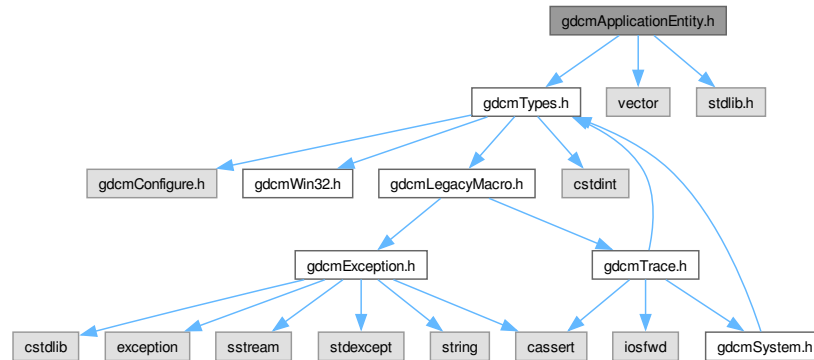 gdcmApplicationEntity.h
gdcmTypes.h
vector
stdlib.h
gdcmConfigure.h
gdcmWin32.h
gdcmLegacyMacro.h
cstdint
gdcmException.h
gdcmTrace.h
cstdlib
exception
sstream
stdexcept
string
cassert
iosfwd
gdcmSystem.h